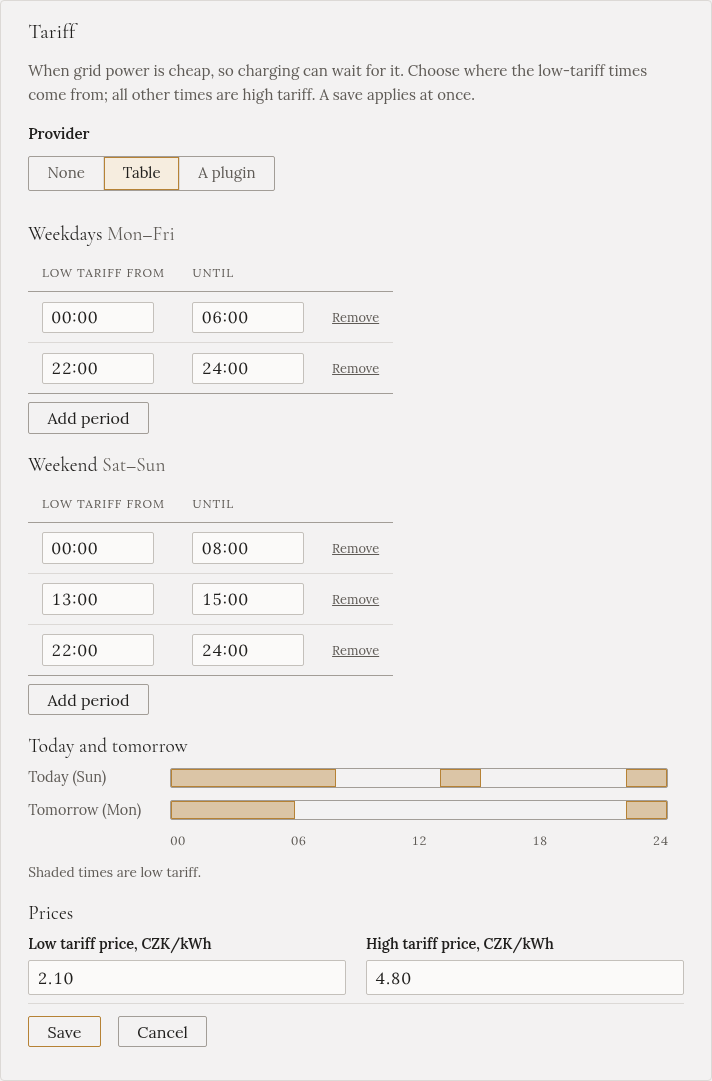 Tariff
When grid power is cheap, so charging can wait for it. Choose where the low-tariff times
come from; all other times are high tariff. A save applies at once.
Provider
None Table A plugin
Weekdays Mon–Fri
LOW TARIFF FROM UNTIL
00:00 06:00 Remove
22:00 24:00 Remove
Add period
Weekend Sat–Sun
LOW TARIFF FROM UNTIL
00:00 08:00 Remove
13:00 15:00 Remove
22:00 24:00 Remove
Add period
Today and tomorrow
Today (Sun)
Tomorrow (Mon)
00 06 12 18 24
Shaded times are low tariff.
Prices
Low tariff price, CZK/kWh High tariff price, CZK/kWh
2.10 4.80
Save Cancel